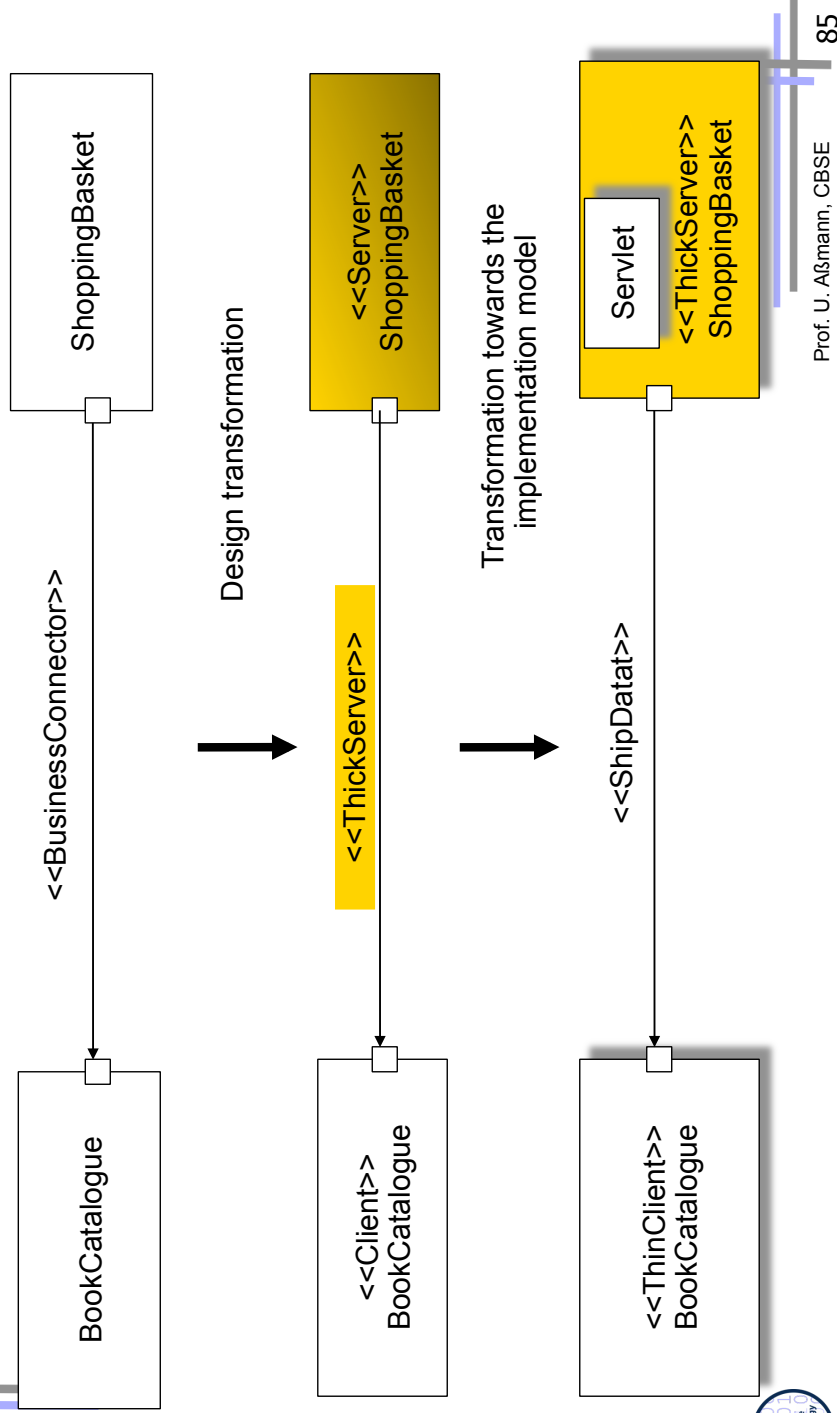 <<BusinessConnector>>
BookCatalogue
ShoppingBasket
Design transformation
<<ThickServer>>
<<Client>>
BookCatalogue
<<Server>>
ShoppingBasket
Transformation towards the
implementation model
<<ShipDatat>>
<<ThinClient>>
BookCatalogue
Servlet
<<ThickServer>>
ShoppingBasket
Prof. U. Aßmann, CBSE
85